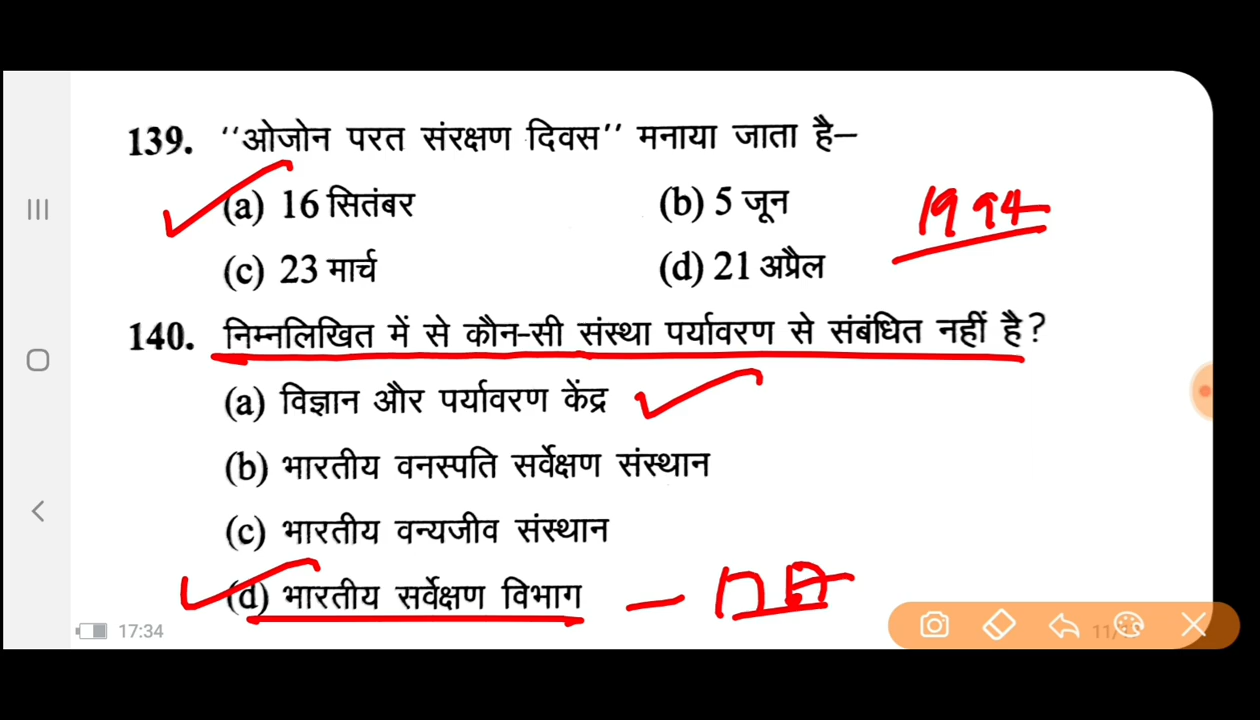 139. ‘‘ओजोन परत संरक्षण दिवस’’ मनाया जाता है–
(a) 16 सितंबर (b) 5 जून 1994
(c) 23 मार्च (d) 21 अप्रैल
140. निम्नलिखित में से कौन-सी संस्था पर्यावरण से संबंधित नहीं है?
(a) विज्ञान और पर्यावरण केंद्र
(b) भारतीय वनस्पति सर्वेक्षण संस्थान
(c) भारतीय वन्यजीव संस्थान
(d) भारतीय सर्वेक्षण विभाग –
17:34